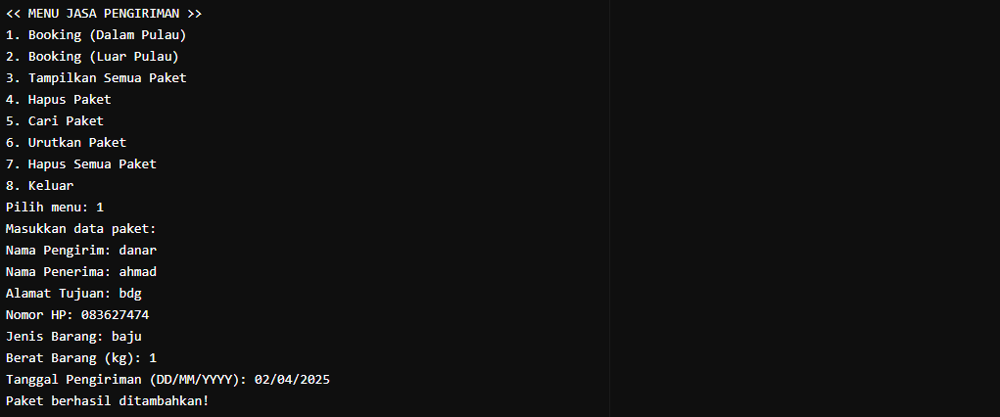 << MENU JASA PENGIRIMAN >>
1. Booking (Dalam Pulau)
2. Booking (Luar Pulau)
3. Tampilkan Semua Paket
4. Hapus Paket
5. Cari Paket
6. Urutkan Paket
7. Hapus Semua Paket
8. Keluar
Pilih menu: 1
Masukkan data paket:
Nama Pengirim: danar
Nama Penerima: ahmad
Alamat Tujuan: bdg
Nomor HP: 083627474
Jenis Barang: baju
Berat Barang (kg): 1
Tanggal Pengiriman (DD/MM/YYYY): 02/04/2025
Paket berhasil ditambahkan!